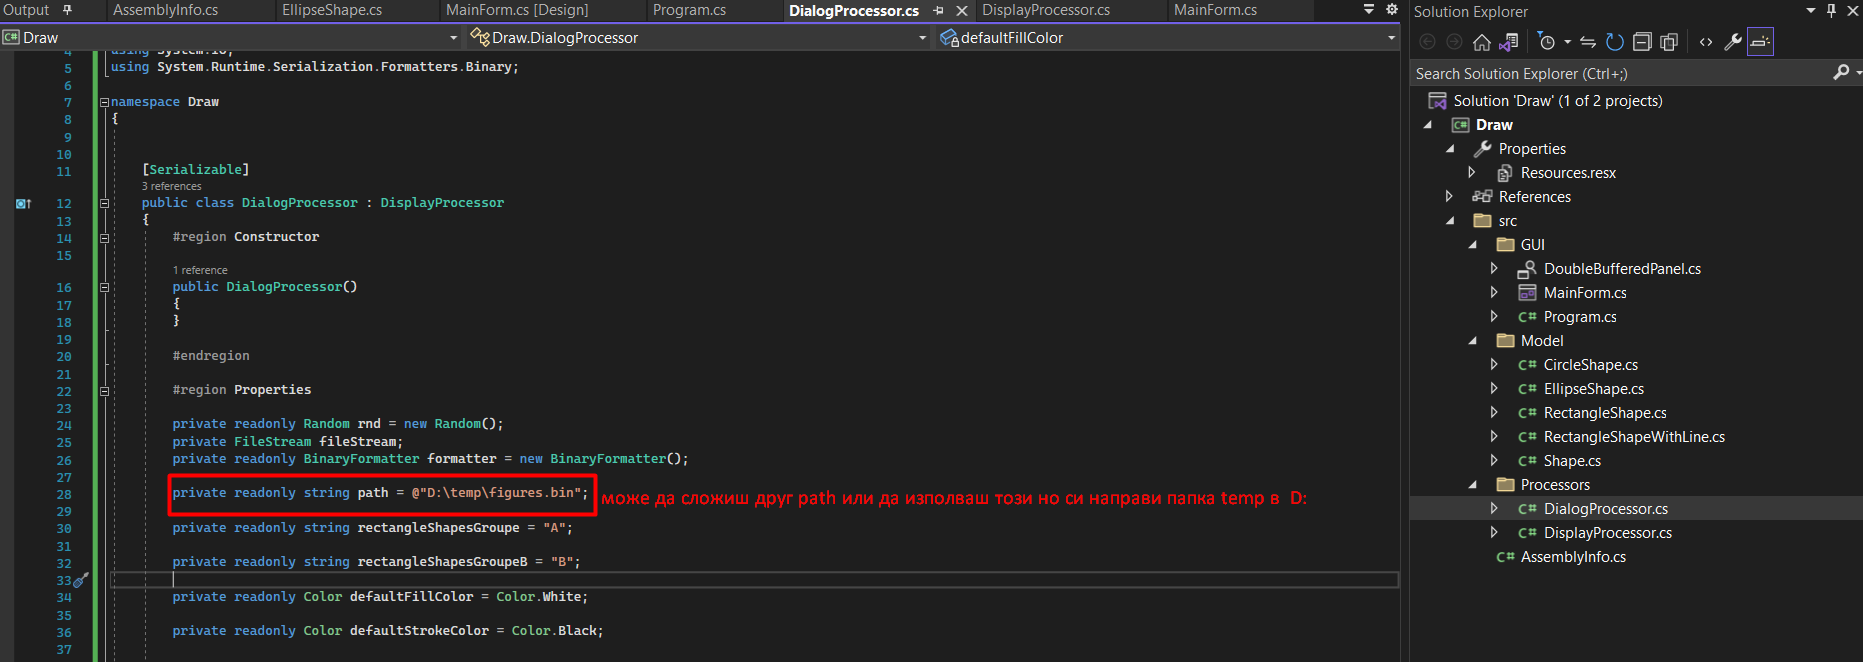 Output
AssemblyInfo.cs
EllipseShape.cs
MainForm.cs [Design]
Program.cs
DialogProcessor.cs
DisplayProcessor.cs
MainForm.cs
Draw
Draw.DialogProcessor
defaultFillColor
4 using System.IO;
5 using System.Runtime.Serialization.Formatters.Binary;
6
7 namespace Draw
8 {
9
10
11 [Serializable]
3 references
12 public class DialogProcessor : DisplayProcessor
13 {
14 #region Constructor
15
1 reference
16 public DialogProcessor()
17 {
18 }
19
20 #endregion
21
22 #region Properties
23
24 private readonly Random rnd = new Random();
25 private FileStream fileStream;
26 private readonly BinaryFormatter formatter = new BinaryFormatter();
27
28 private readonly string path = @"D:\temp\figures.bin"; може да сложиш друг path или да изполваш този но си направи папка temp в D:
29
30 private readonly string rectangleShapesGroupe = "A";
31
32 private readonly string rectangleShapesGroupeB = "B";
33
34 private readonly Color defaultFillColor = Color.White;
35
36 private readonly Color defaultStrokeColor = Color.Black;
37
Solution Explorer
Search Solution Explorer (Ctrl+;)
Solution 'Draw' (1 of 2 projects)
C# Draw
Properties
Resources.resx
References
src
GUI
DoubleBufferedPanel.cs
MainForm.cs
C# Program.cs
Model
C# CircleShape.cs
C# EllipseShape.cs
C# RectangleShape.cs
C# RectangleShapeWithLine.cs
C# Shape.cs
Processors
C# DialogProcessor.cs
C# DisplayProcessor.cs
C# AssemblyInfo.cs